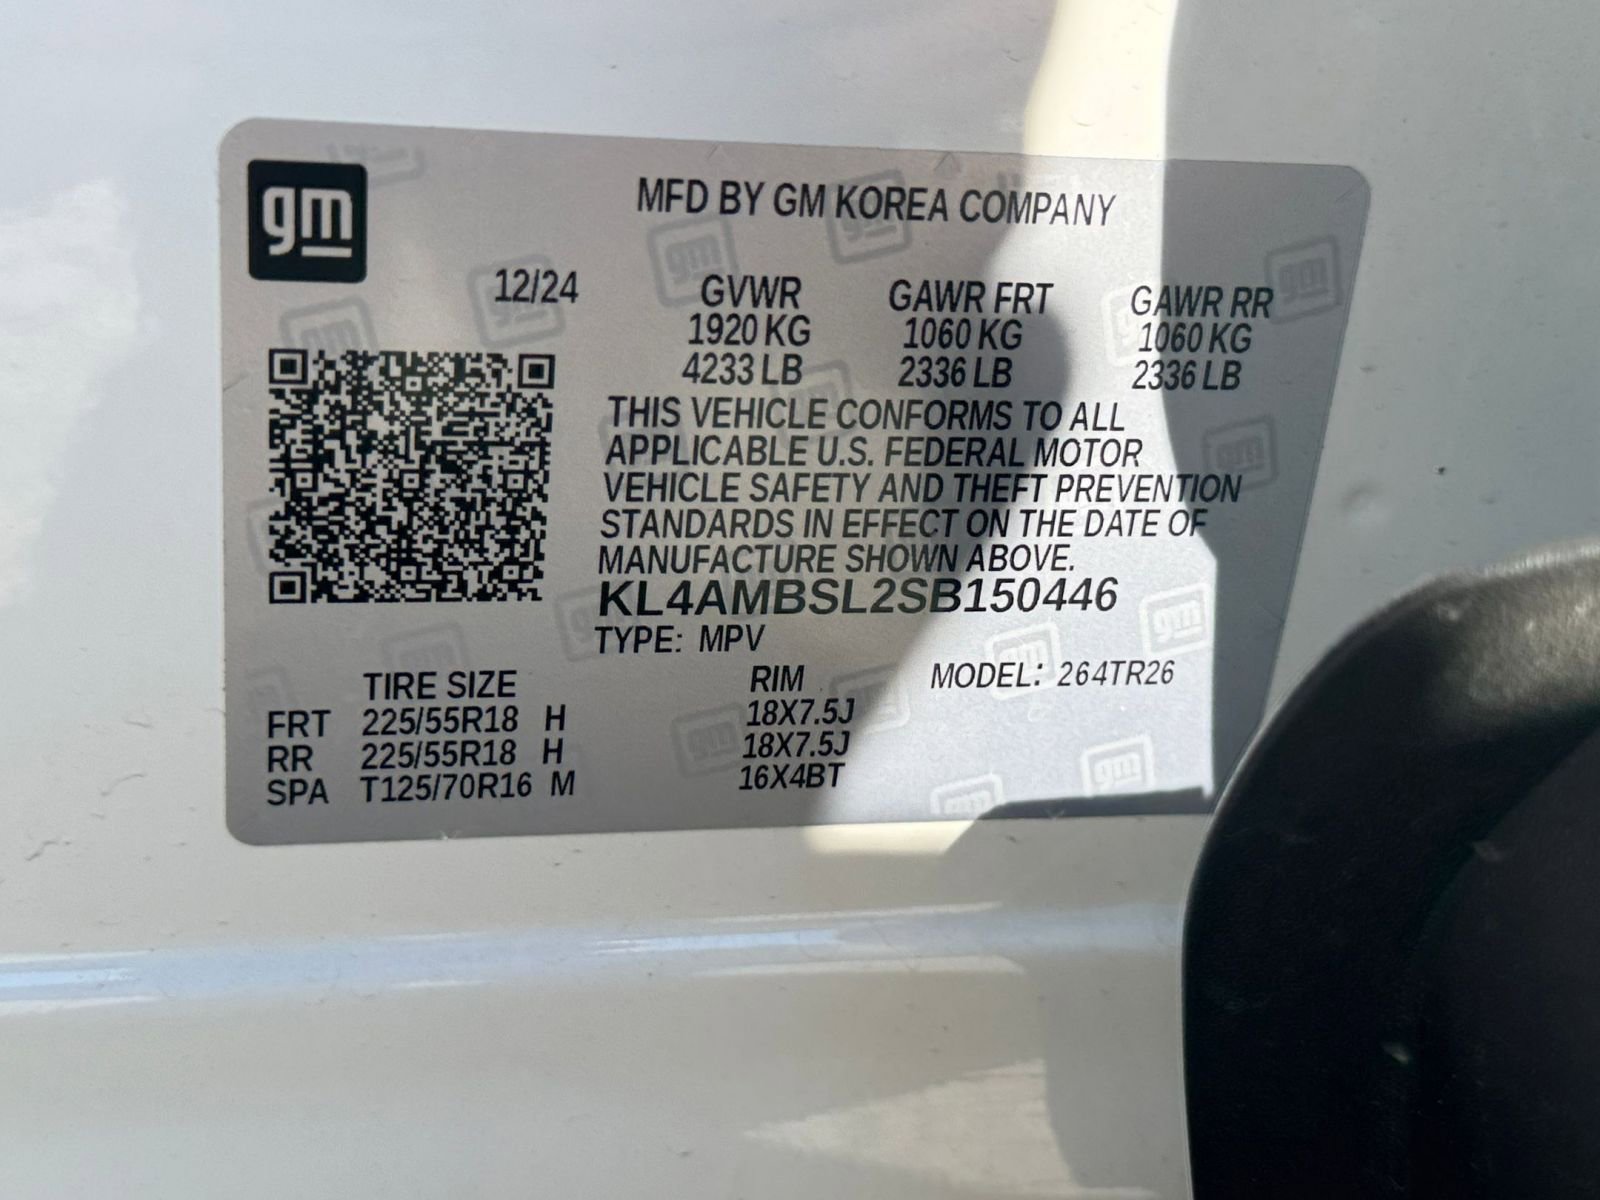 gm
MFD BY GM KOREA COMPANY
12/24 GVWR GAWR FRT GAWR RR
1920 KG 1060 KG 1060 KG
4233 LB 2336 LB 2336 LB
THIS VEHICLE CONFORMS TO ALL
APPLICABLE U.S. FEDERAL MOTOR
VEHICLE SAFETY AND THEFT PREVENTION
STANDARDS IN EFFECT ON THE DATE OF
MANUFACTURE SHOWN ABOVE.
KL4AMBSL2SB150446
TYPE: MPV
TIRE SIZE RIM MODEL: 264TR26
FRT 225/55R18 H 18X7.5J
RR 225/55R18 H 18X7.5J
SPA T125/70R16 M 16X4BT